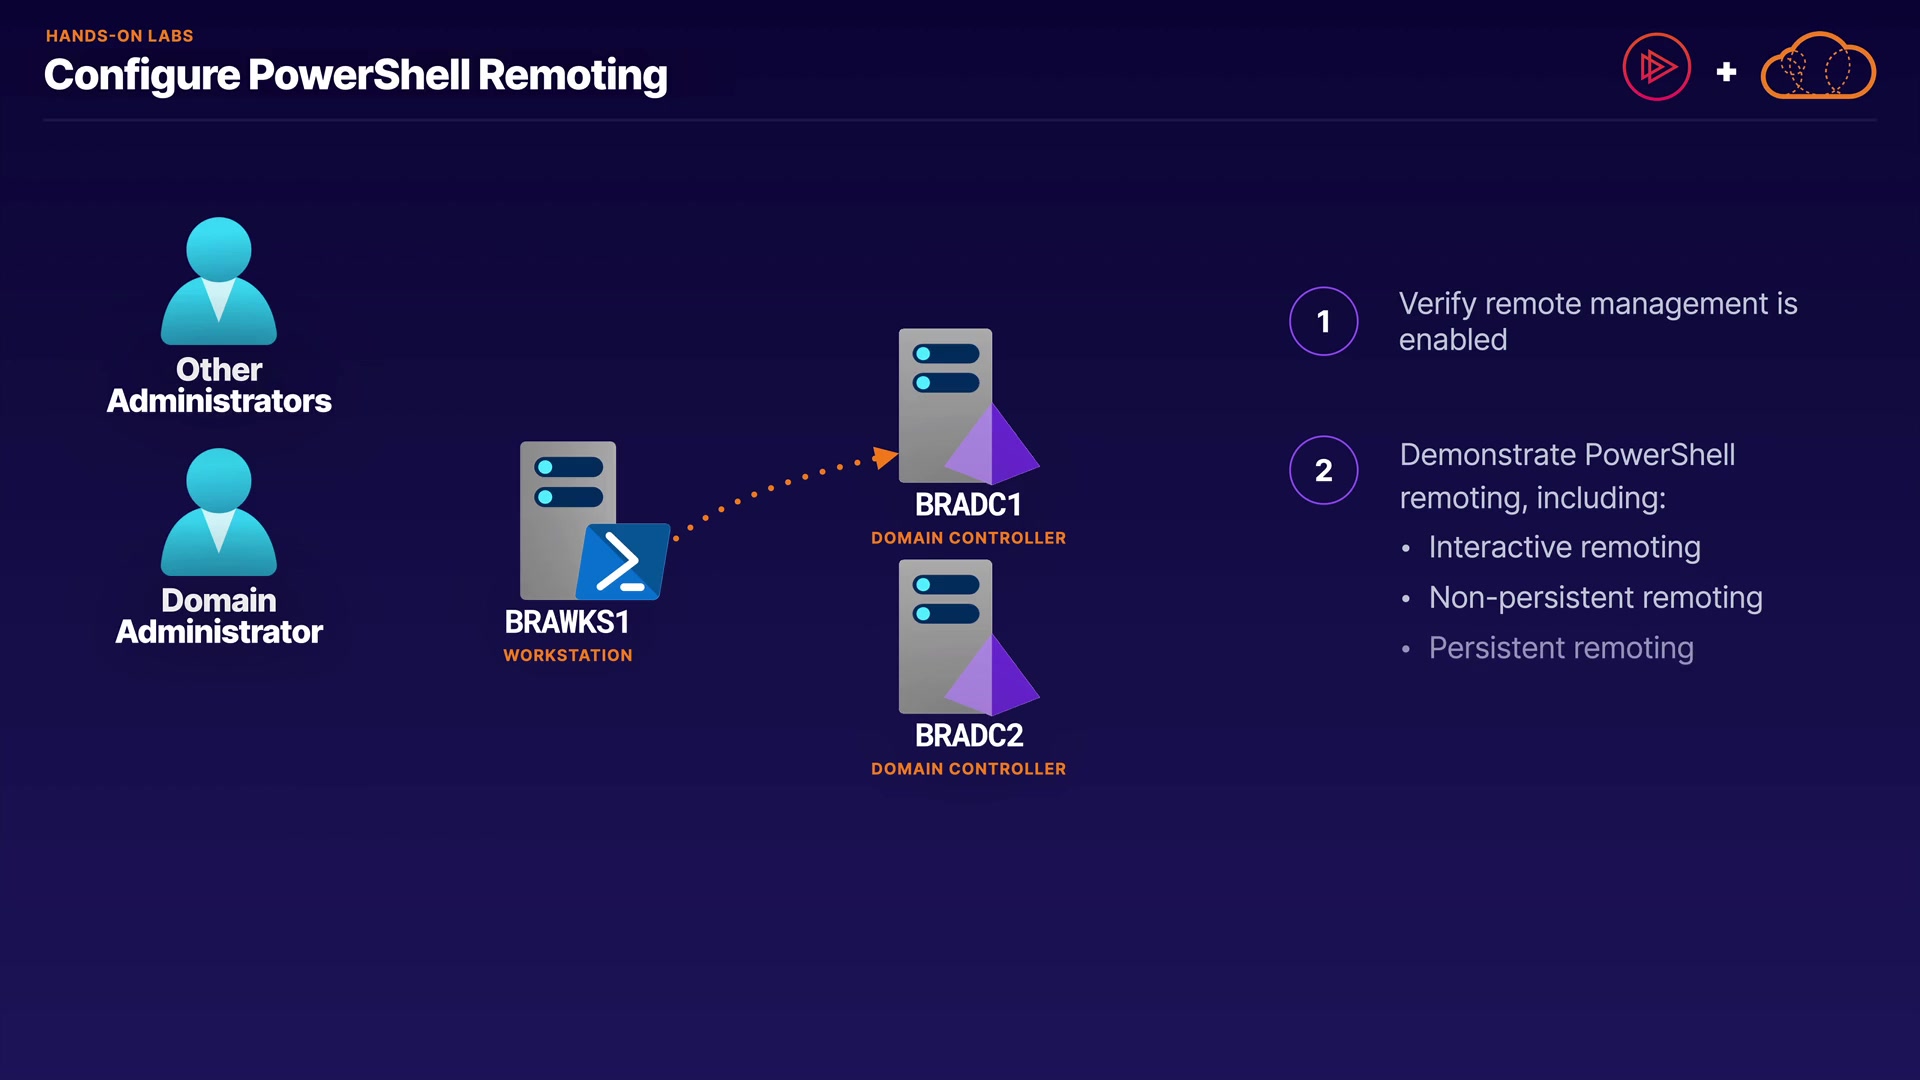 HANDS-ON LABS
Configure PowerShell Remoting
Other
Administrators
Domain
Administrator
BRAWKS1
WORKSTATION
BRADC1
DOMAIN CONTROLLER
BRADC2
DOMAIN CONTROLLER
1
Verify remote management is
enabled
2
Demonstrate PowerShell
remoting, including:
• Interactive remoting
• Non-persistent remoting
• Persistent remoting